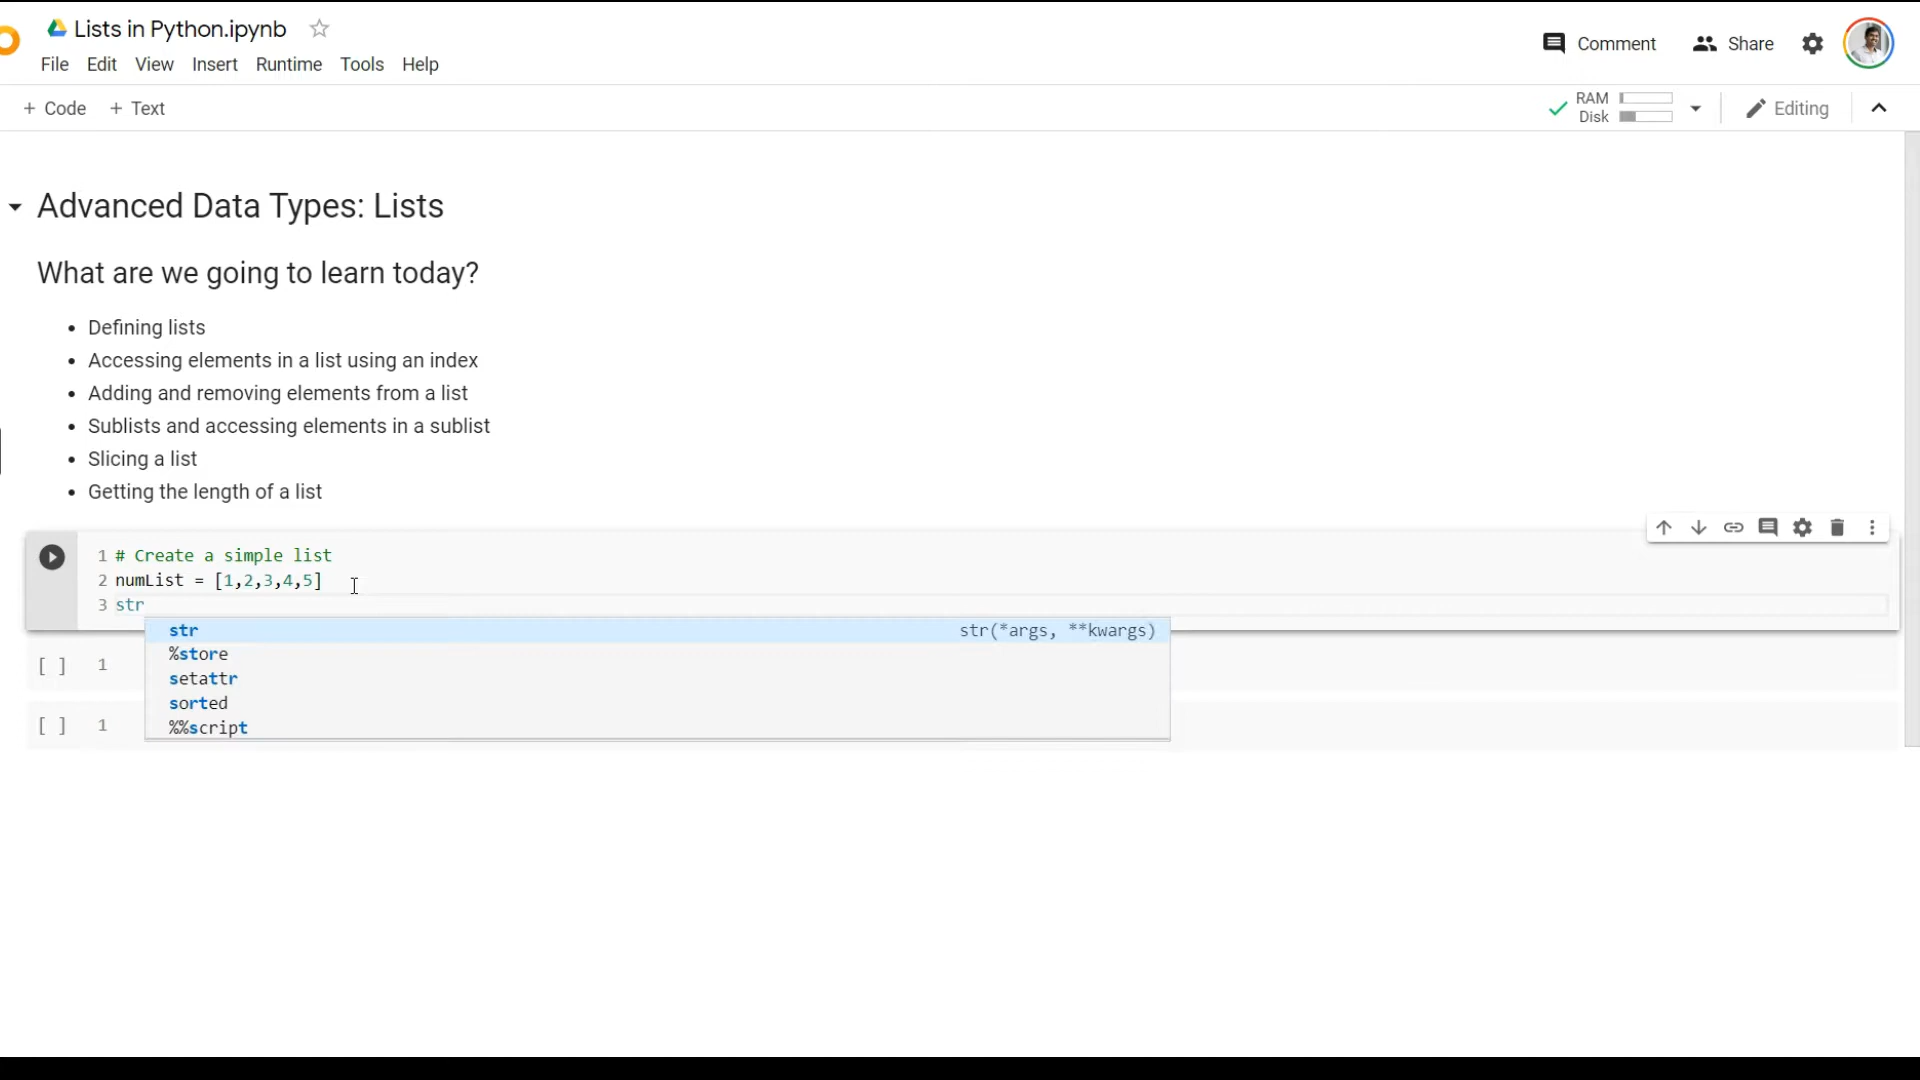 Lists in Python.ipynb
Comment
Share
File Edit View Insert Runtime Tools Help
+ Code + Text
RAM
Disk
Editing
Advanced Data Types: Lists
What are we going to learn today?
• Defining lists
• Accessing elements in a list using an index
• Adding and removing elements from a list
• Sublists and accessing elements in a sublist
• Slicing a list
• Getting the length of a list
1 # Create a simple list
2 numList = [1,2,3,4,5]
3 str
str str(*args, **kwargs)
%store
setattr
sorted
%%script
[ ] 1
[ ] 1